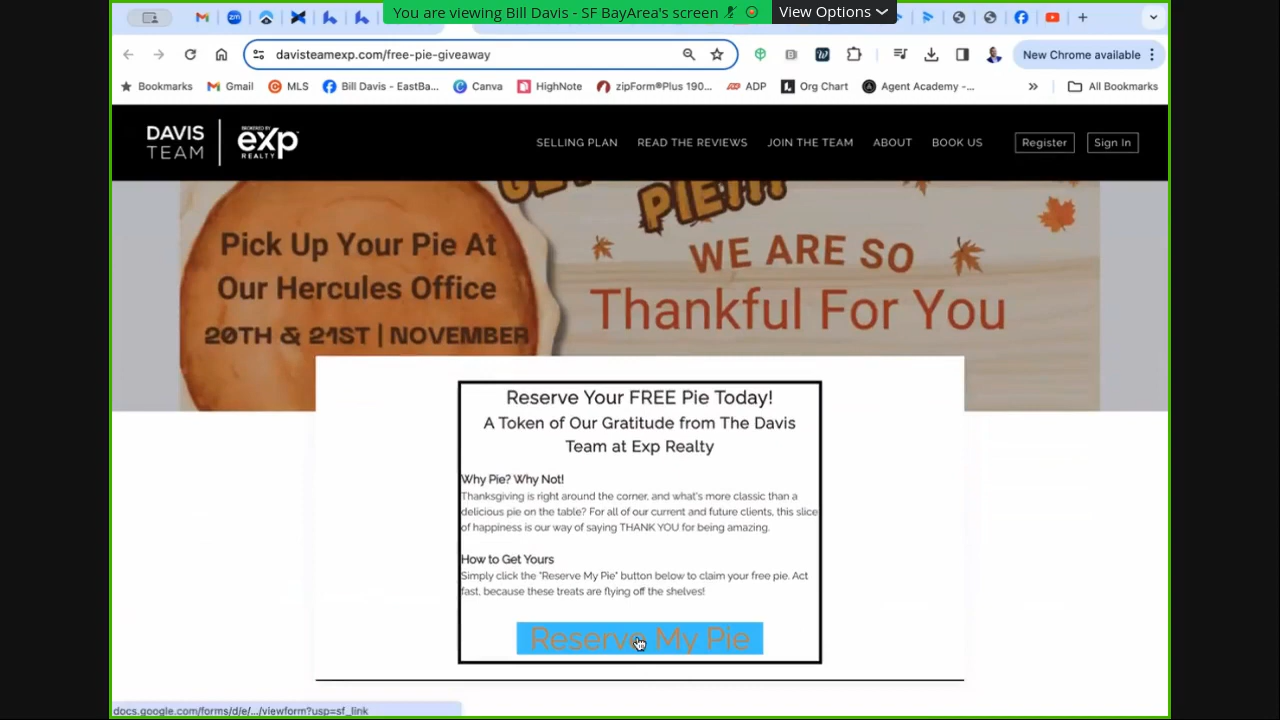 You are viewing Bill Davis - SF BayArea's screen
View Options
davisteamexp.com/free-pie-giveaway
New Chrome available
Bookmarks
Gmail
MLS
Bill Davis - EastBa...
Canva
HighNote
zipForm®Plus 190...
ADP
Org Chart
Agent Academy -...
»
All Bookmarks
DAVIS
TEAM
BROKERED BY
exp
REALTY
SELLING PLAN
READ THE REVIEWS
JOIN THE TEAM
ABOUT
BOOK US
Register
Sign In
PIE!!!
Pick Up Your Pie At
Our Hercules Office
20TH & 21ST | NOVEMBER
WE ARE SO
Thankful For You
Reserve Your FREE Pie Today!
A Token of Our Gratitude from The Davis
Team at Exp Realty
Why Pie? Why Not!
Thanksgiving is right around the corner, and what's more classic than a
delicious pie on the table? For all of our current and future clients, this slice
of happiness is our way of saying THANK YOU for being amazing.
How to Get Yours
Simply click the "Reserve My Pie" button below to claim your free pie. Act
fast, because these treats are flying off the shelves!
Reserve My Pie
docs.google.com/forms/d/e/.../viewform?usp=sf_link